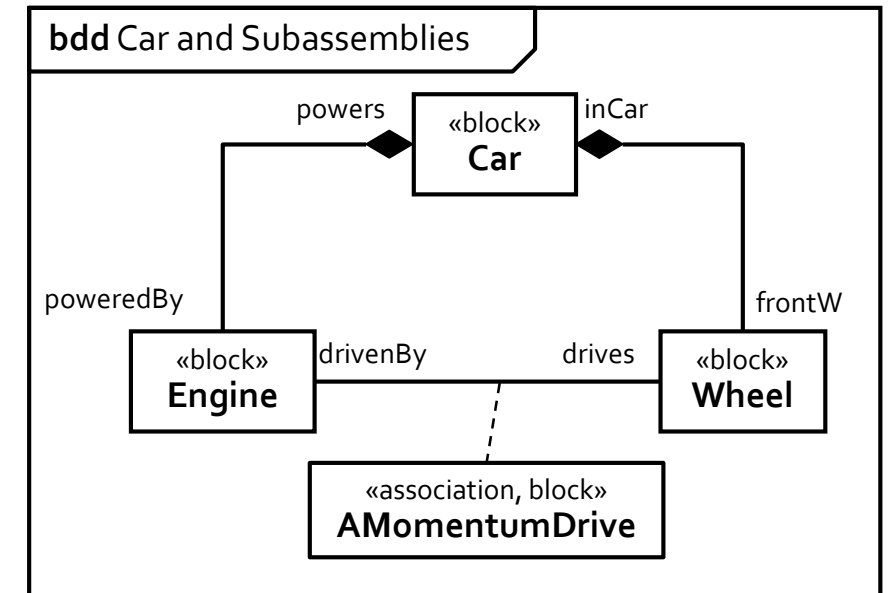 bdd Car and Subassemblies
powers
«block»
Car
inCar
poweredBy
frontW
«block»
Engine
drivenBy
drives
«block»
Wheel
«association, block»
AMomentumDrive